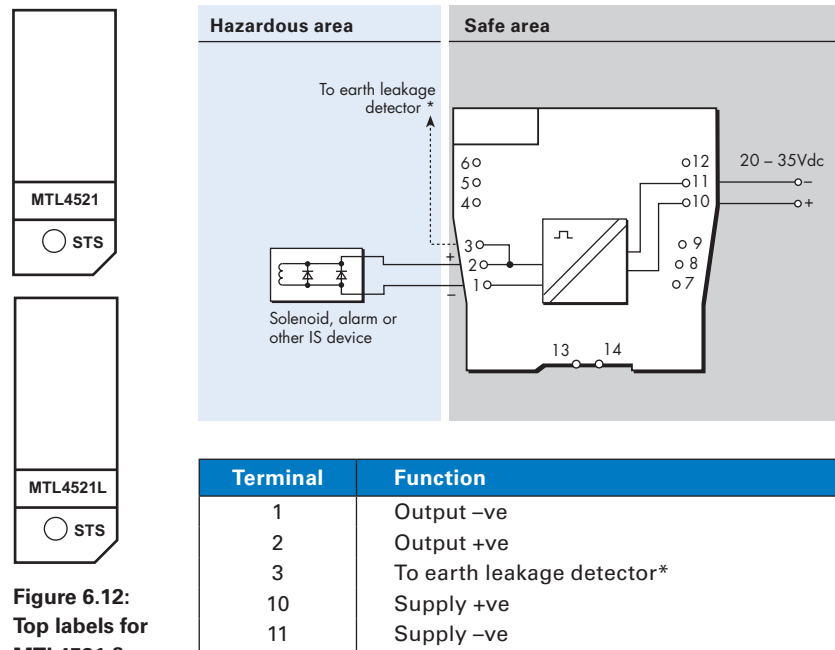 MTL4521
STS
MTL4521L
STS
Figure 6.12:
Top labels for
Hazardous area
Safe area
To earth leakage
detector *
6
5
4
3
+
2
1
–
12
11
10
9
8
7
13 14
20 – 35Vdc
–
+
Solenoid, alarm or
other IS device
Terminal Function
1 Output –ve
2 Output +ve
3 To earth leakage detector*
10 Supply +ve
11 Supply –ve